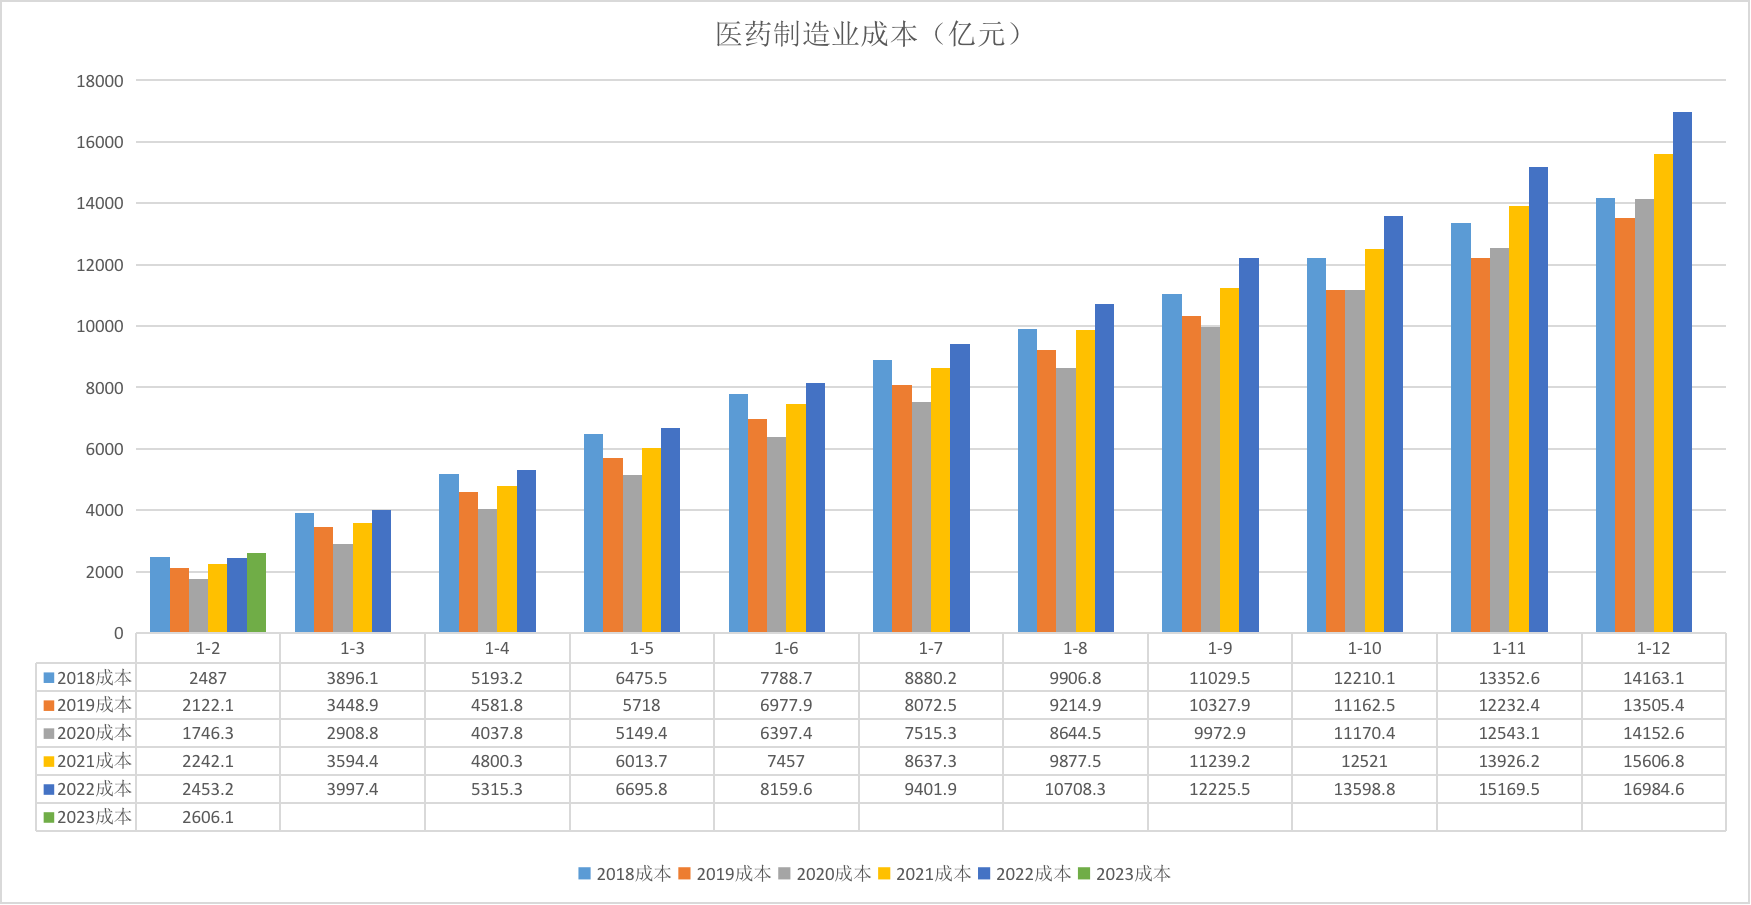 医药制造业成本（亿元）
18000
16000
14000
12000
10000
8000
6000
4000
2000
0
1-2 1-3 1-4 1-5 1-6 1-7 1-8 1-9 1-10 1-11 1-12
2018成本 2487 3896.1 5193.2 6475.5 7788.7 8880.2 9906.8 11029.5 12210.1 13352.6 14163.1
2019成本 2122.1 3448.9 4581.8 5718 6977.9 8072.5 9214.9 10327.9 11162.5 12232.4 13505.4
2020成本 1746.3 2908.8 4037.8 5149.4 6397.4 7515.3 8644.5 9972.9 11170.4 12543.1 14152.6
2021成本 2242.1 3594.4 4800.3 6013.7 7457 8637.3 9877.5 11239.2 12521 13926.2 15606.8
2022成本 2453.2 3997.4 5315.3 6695.8 8159.6 9401.9 10708.3 12225.5 13598.8 15169.5 16984.6
2023成本 2606.1
2018成本 2019成本 2020成本 2021成本 2022成本 2023成本